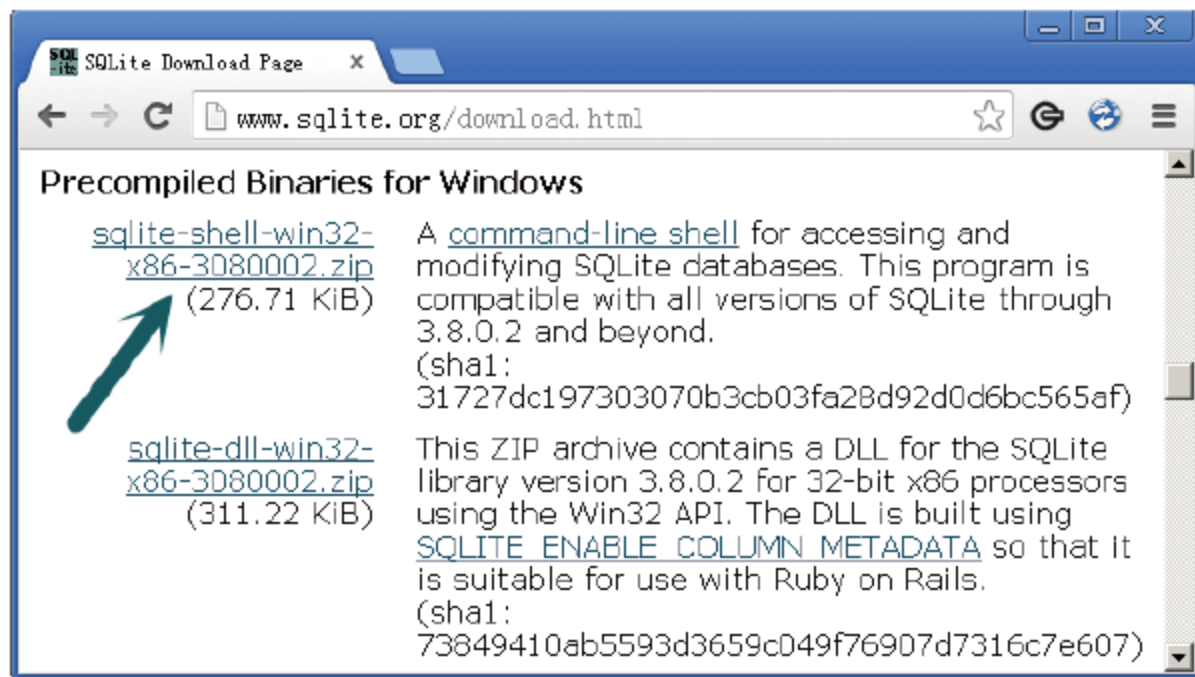 SQLite Download Page
www.sqlite.org/download.html
Precompiled Binaries for Windows
sqlite-shell-win32-
x86-3080002.zip
(276.71 KiB)
A command-line shell for accessing and
modifying SQLite databases. This program is
compatible with all versions of SQLite through
3.8.0.2 and beyond.
(sha1:
31727dc197303070b3cb03fa28d92d0d6bc565af)
sqlite-dll-win32-
x86-3080002.zip
(311.22 KiB)
This ZIP archive contains a DLL for the SQLite
library version 3.8.0.2 for 32-bit x86 processors
using the Win32 API. The DLL is built using
SQLITE_ENABLE_COLUMN_METADATA so that it
is suitable for use with Ruby on Rails.
(sha1:
73849410ab5593d3659c049f76907d7316c7e607)